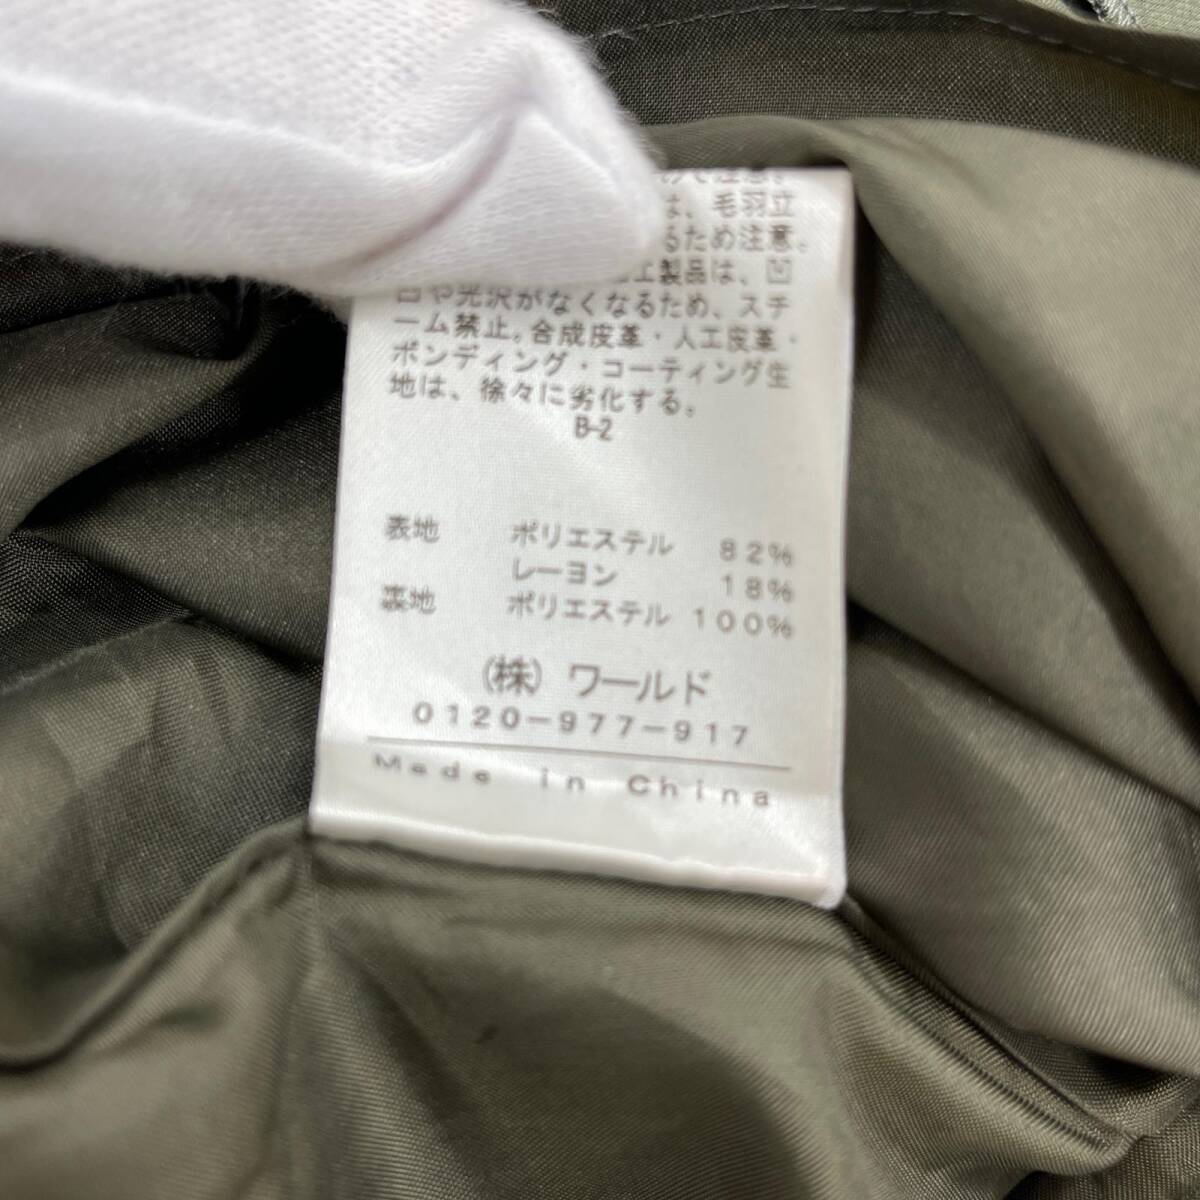 て注意。
は、毛羽立
るため注意。
工製品は、凹
凸や光沢がなくなるため、スチ
ーム禁止。合成皮革・人工皮革・
ボンディング・コーティング生
地は、徐々に劣化する。
B-2
表地 ポリエステル 82%
レーヨン 18%
裏地 ポリエステル 100%
(株)ワールド
0120-977-917
Made in China